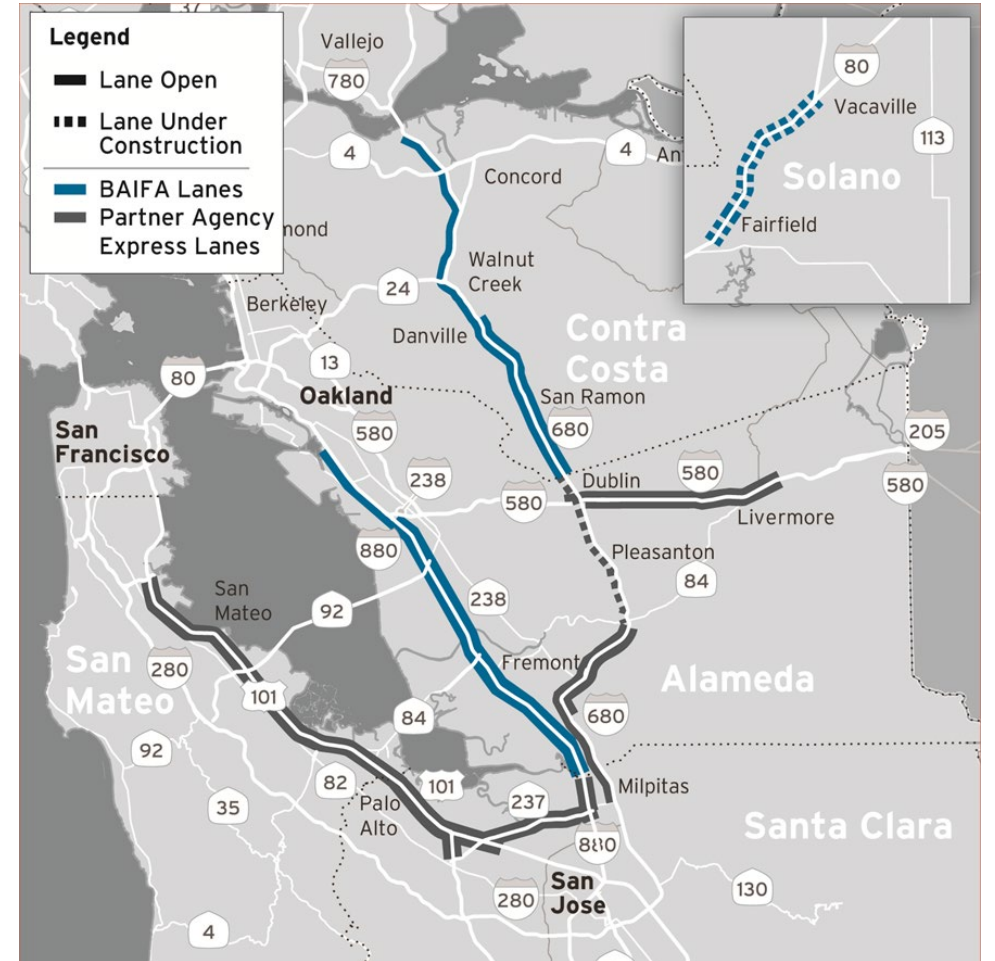 Legend
Lane Open
Lane Under
Construction
BAIFA Lanes
Partner Agency
Express Lanes
Vallejo
780
4
4
Concord
Walnut
Creek
24
Berkeley
Danville
13
Contra
Costa
80
Oakland
San Ramon
580
680
San
Francisco
205
238
Dublin
580
580
580
Livermore
880
Pleasanton
84
San
Mateo
92
238
San
Mateo
280
Fremont
Alameda
101
680
84
92
82
101
237
Milpitas
35
Palo
Alto
Santa Clara
880
San
Jose
280
130
4
80
Vacaville
113
Solano
Fairfield